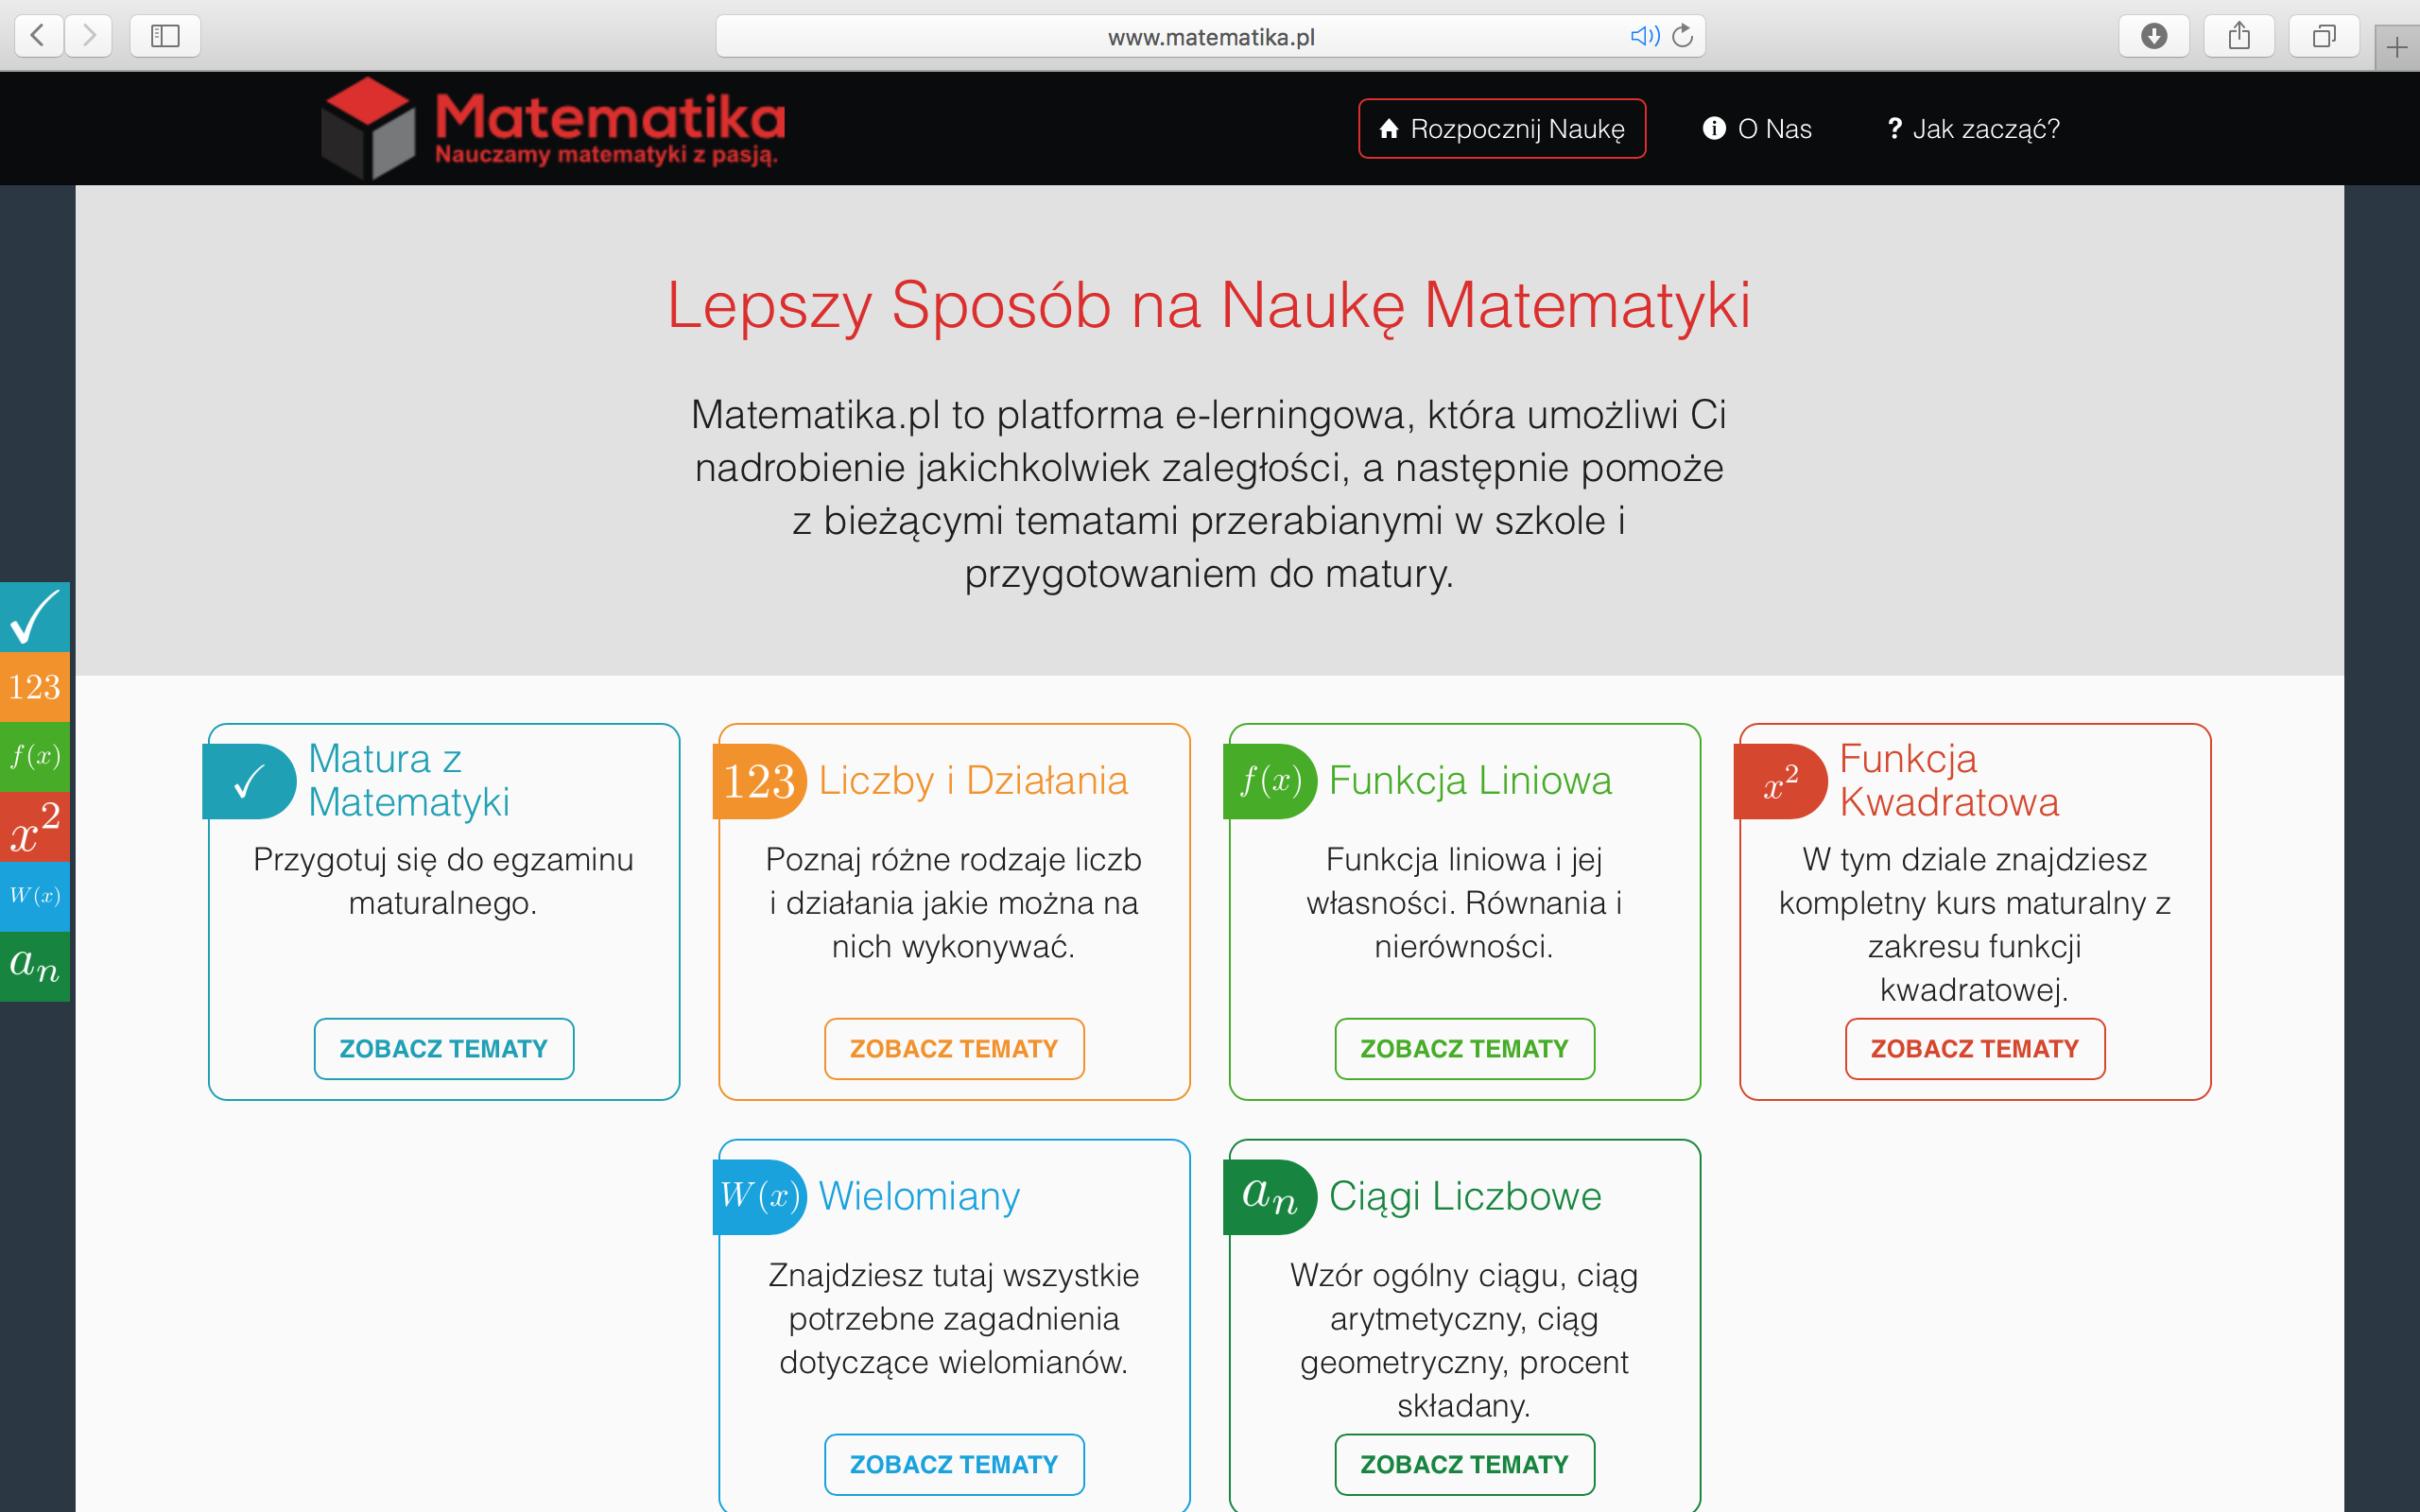 www.matematika.pl
Matematika
Nauczamy matematyki z pasją.
Rozpocznij Naukę
O Nas
? Jak zacząć?
Lepszy Sposób na Naukę Matematyki
Matematika.pl to platforma e-lerningowa, która umożliwi Ci
nadrobienie jakichkolwiek zaległości, a następnie pomoże
z bieżącymi tematami przerabianymi w szkole i
przygotowaniem do matury.
123
f(x)
x²
W(x)
aₙ
Matura z
Matematyki
Przygotuj się do egzaminu
maturalnego.
ZOBACZ TEMATY
123 Liczby i Działania
Poznaj różne rodzaje liczb
i działania jakie można na
nich wykonywać.
ZOBACZ TEMATY
f(x) Funkcja Liniowa
Funkcja liniowa i jej
własności. Równania i
nierówności.
ZOBACZ TEMATY
x²
Funkcja
Kwadratowa
W tym dziale znajdziesz
kompletny kurs maturalny z
zakresu funkcji
kwadratowej.
ZOBACZ TEMATY
W(x) Wielomiany
Znajdziesz tutaj wszystkie
potrzebne zagadnienia
dotyczące wielomianów.
ZOBACZ TEMATY
aₙ Ciągi Liczbowe
Wzór ogólny ciągu, ciąg
arytmetyczny, ciąg
geometryczny, procent
składany.
ZOBACZ TEMATY